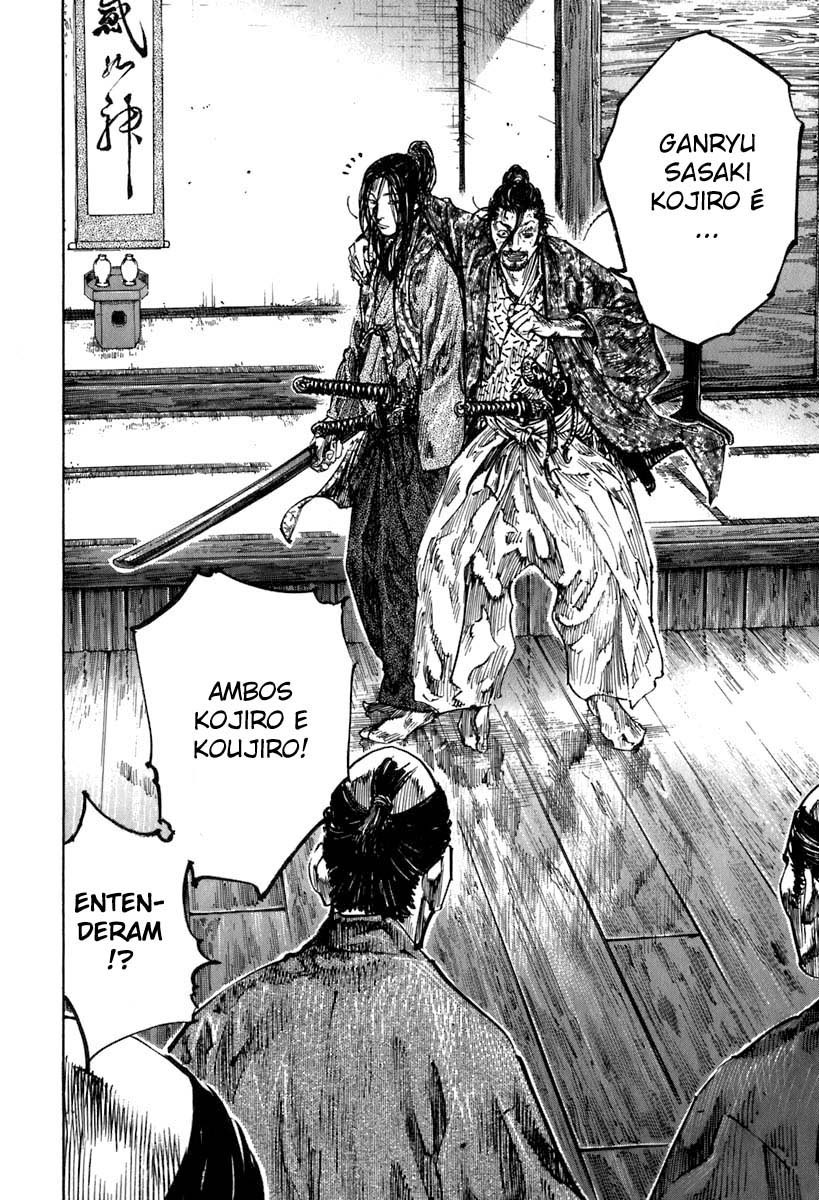 GANRYU
SASAKI
KOJIRO É
...
AMBOS
KOJIRO E
KOUJIRO!
ENTEN-
DERAM
!?